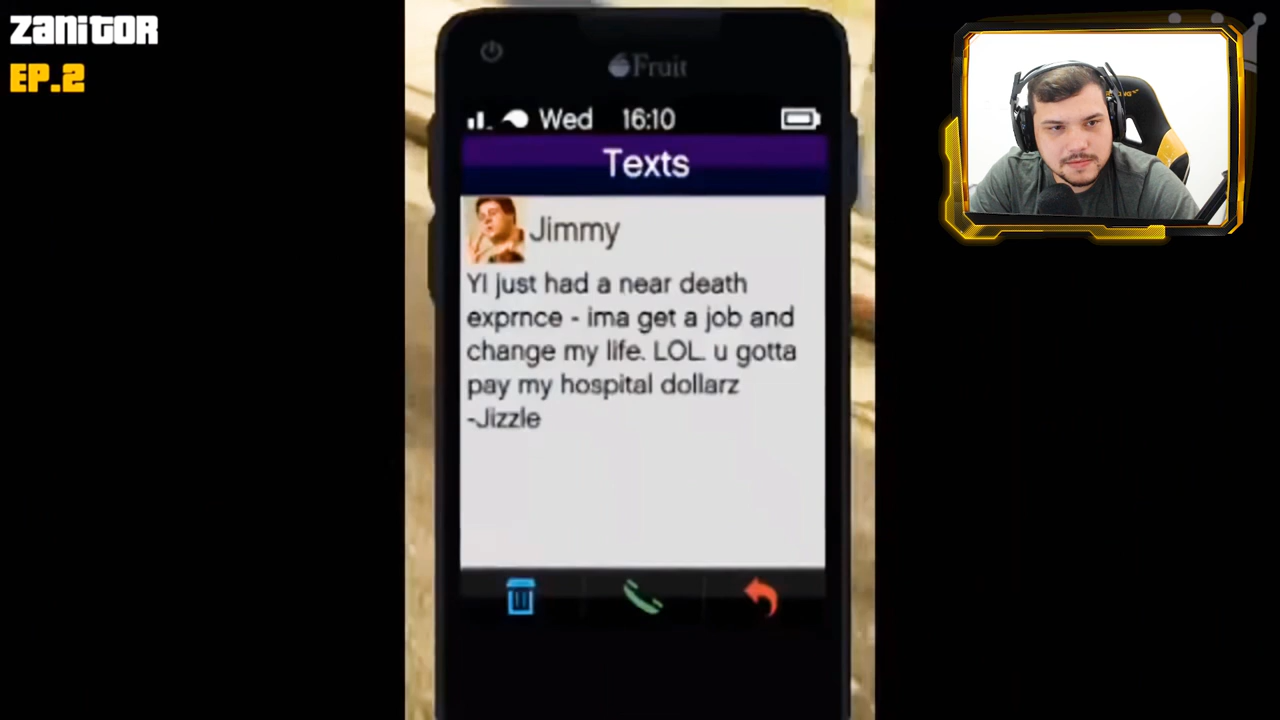 ZANITOR
EP.2
Fruit
Wed 16:10
Texts
Jimmy
YI just had a near death
exprnce - ima get a job and
change my life. LOL. u gotta
pay my hospital dollarz
-Jizzle